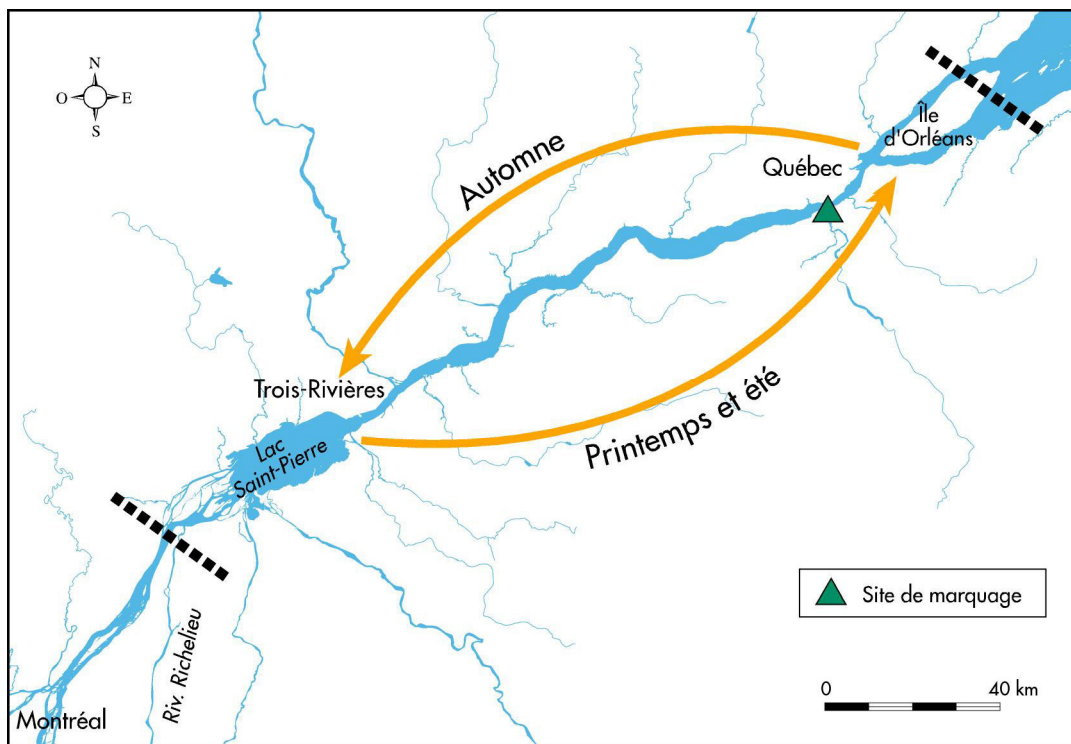 N
O E
S
Automne
Île
d'Orléans
Québec
Trois-Rivières
Lac
Saint-Pierre
Printemps et été
Riv. Richelieu
Montréal
Site de marquage
0 40 km